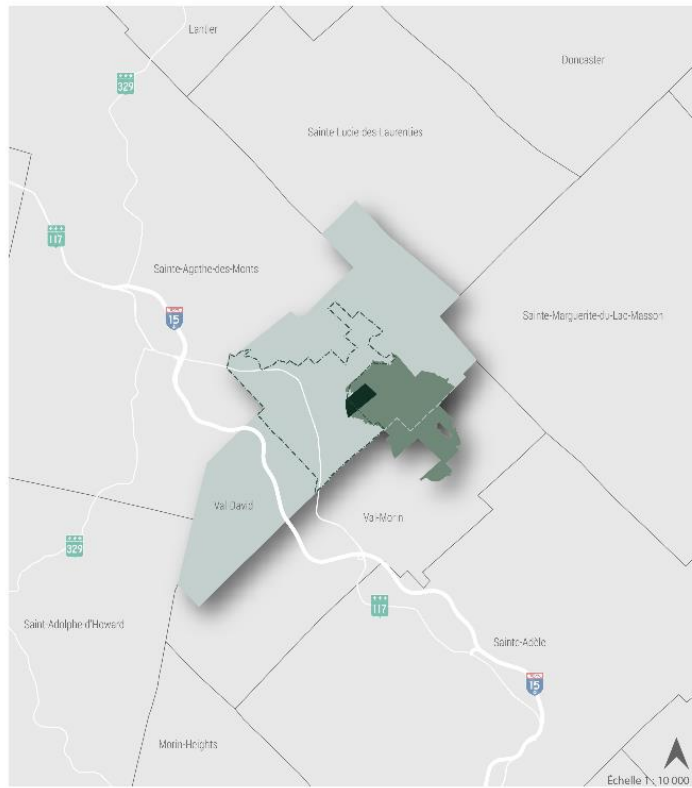 Lantier
329
Doncaster
Sainte-Lucie-des-Laurenties
117
Sainte-Agathe-des-Monts
15
Sainte-Marguerite-du-Lac-Masson
Val-David
Val-Morin
329
117
Saint-Adolphe d'Howard
Sainte-Adèle
15
Morin-Heights
Échelle 1 : 10 000